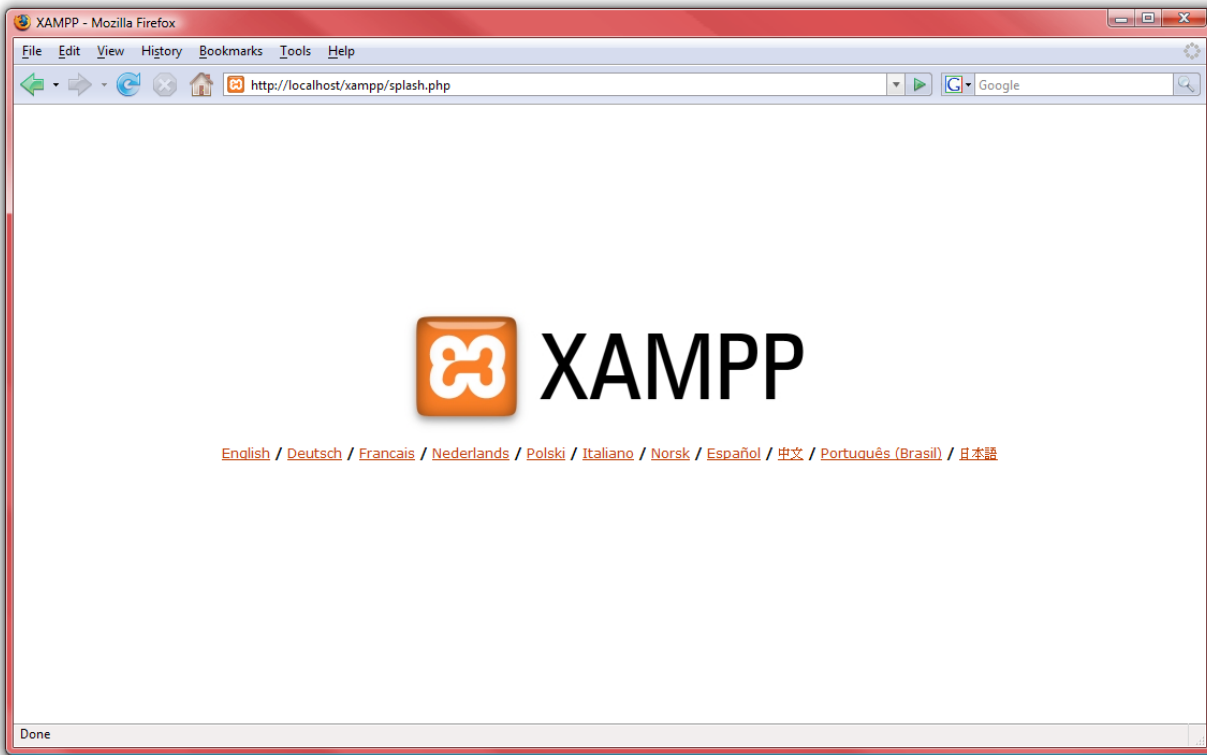 XAMPP - Mozilla Firefox
File Edit View History Bookmarks Tools Help
http://localhost/xampp/splash.php G Google
XAMPP
English / Deutsch / Francais / Nederlands / Polski / Italiano / Norsk / Español / 中文 / Português (Brasil) / 日本語
Done